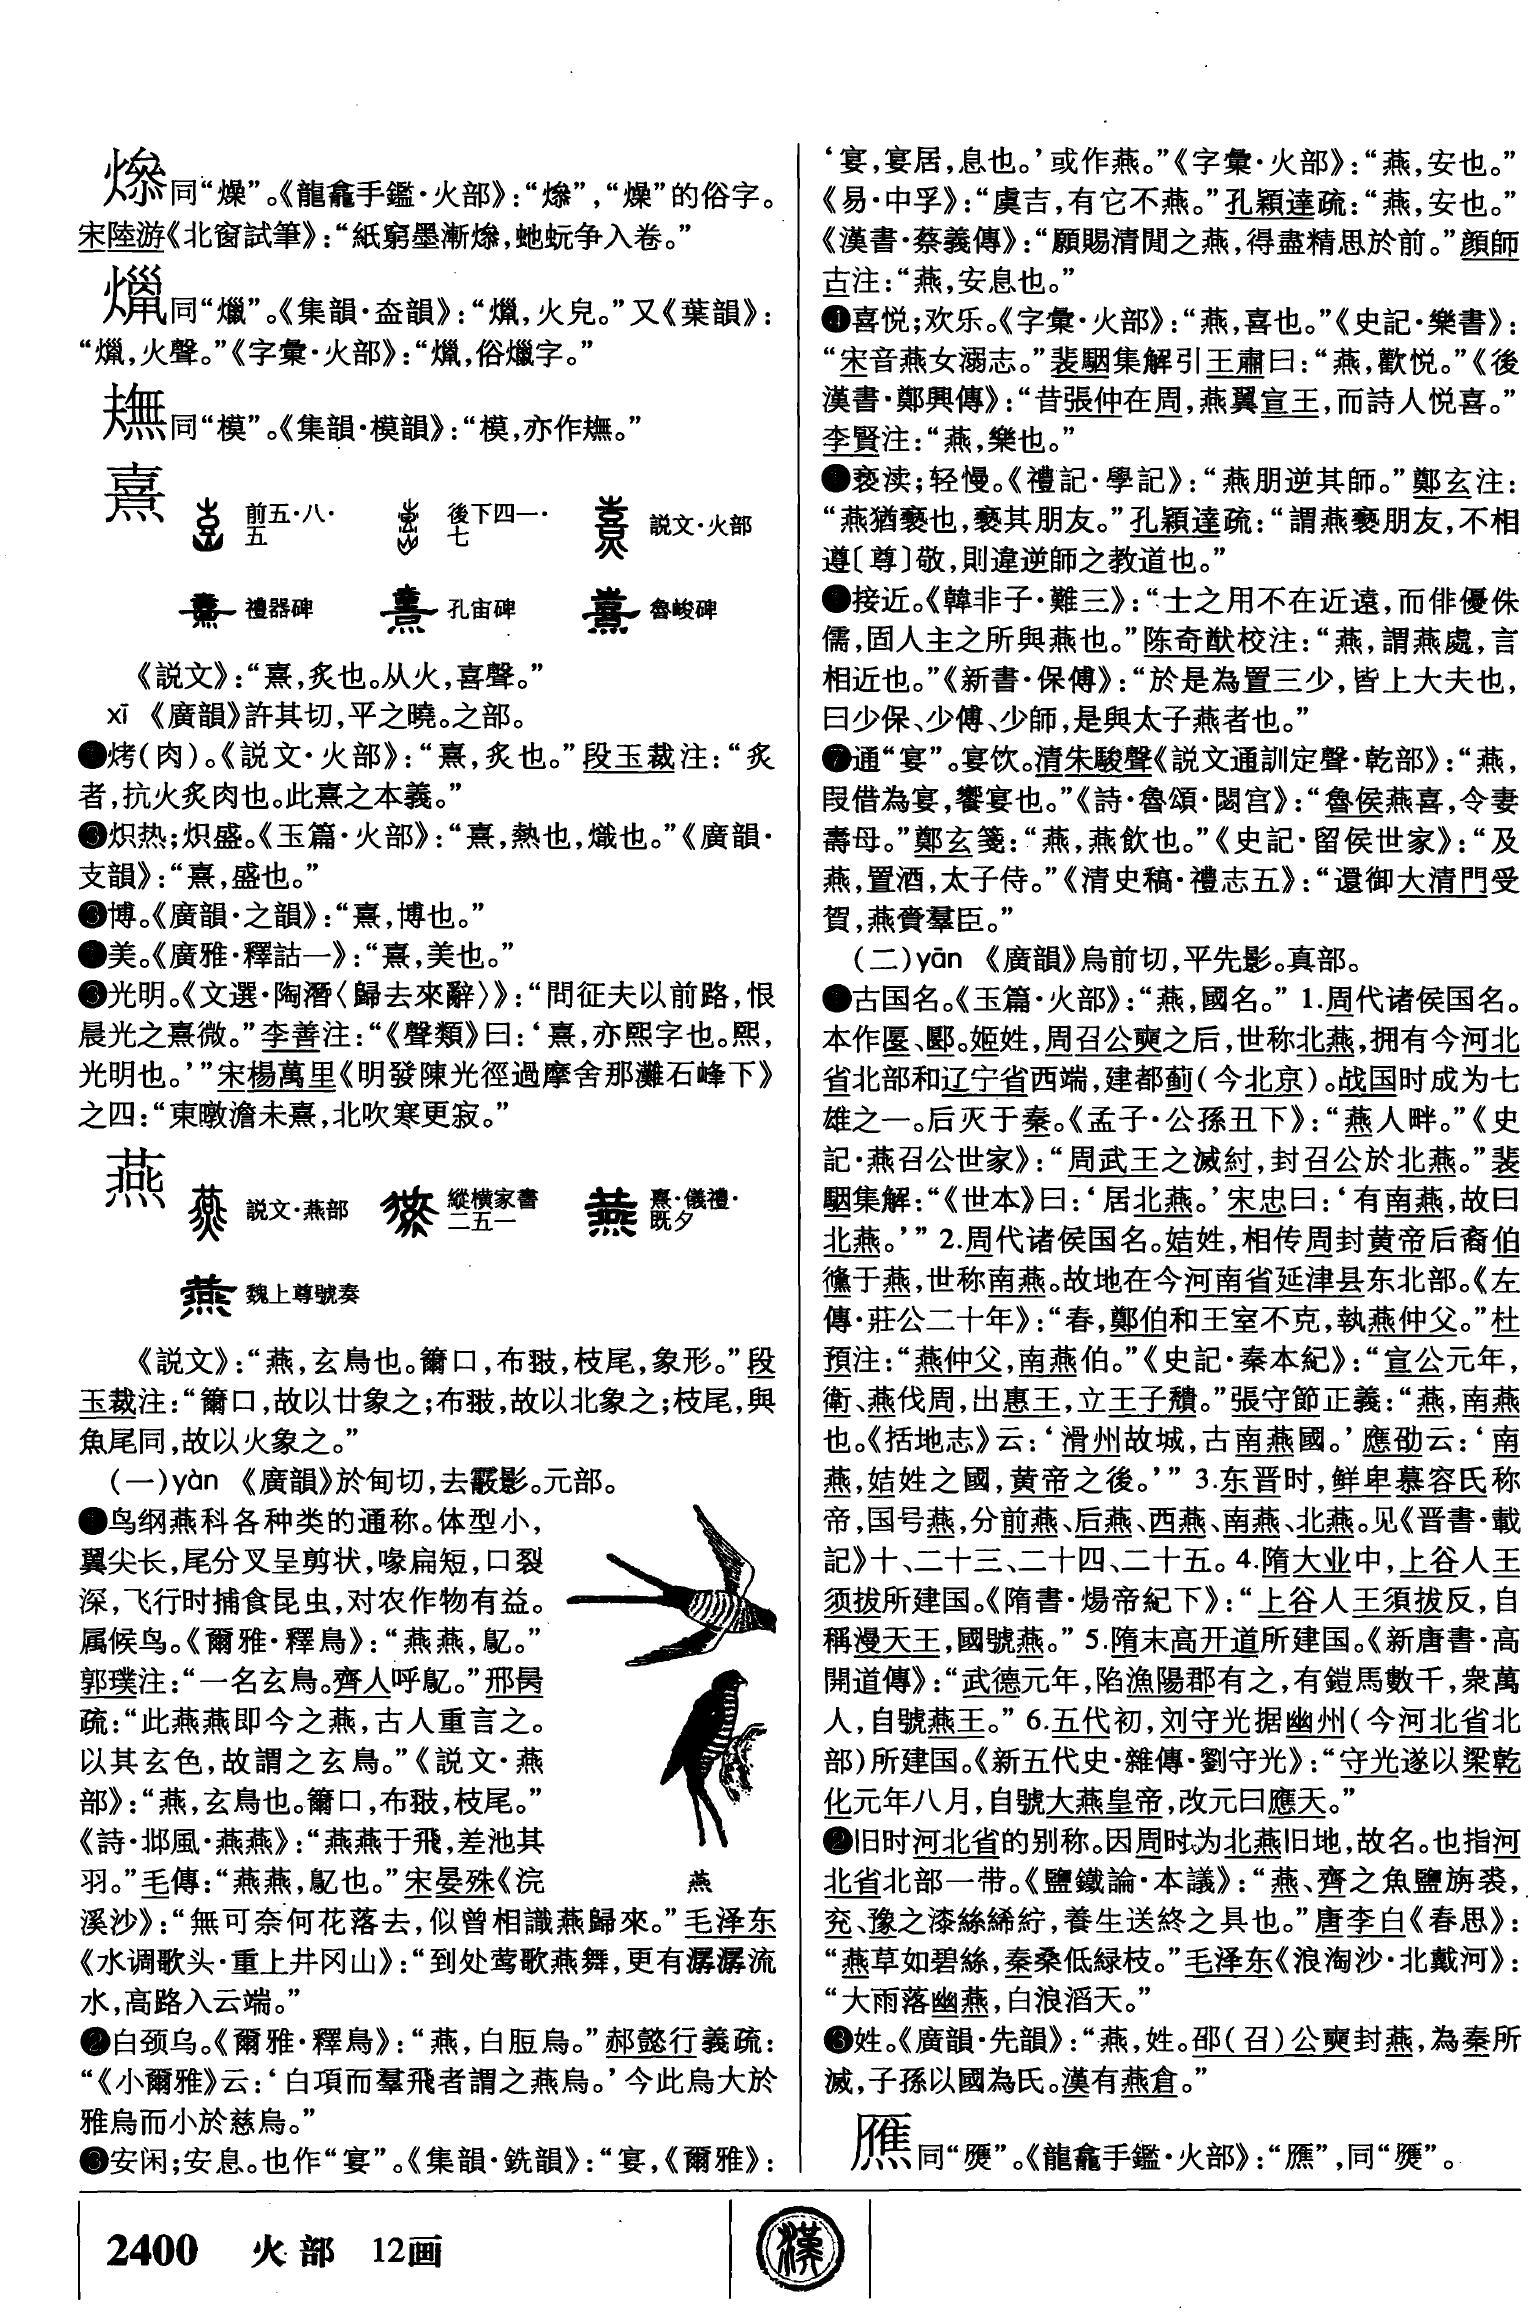 㷮同“燥”。《龍龕手鑑·火部》：“㷮”，“燥”的俗字。
宋陸游《北窗試筆》：“紙窮墨漸㷮，虵蚖争入卷。”
同“爉”。《集韻·盍韻》：“，火皃。”又《葉韻》：
“，火聲。”《字彙·火部》：“，俗爉字。”
橆同“模”。《集韻·模韻》：“模，亦作。”
熹
前五·八·五
後下四一·七
説文·火部
禮器碑
孔宙碑
魯峻碑
《説文》：“熹，炙也。从火，喜聲。”
xī 《廣韻》許其切，平之曉。之部。
❶烤（肉）。《説文·火部》：“熹，炙也。”段玉裁注：“炙
者，抗火炙肉也。此熹之本義。”
❷炽热；炽盛。《玉篇·火部》：“熹，熱也，熾也。”《廣韻·
支韻》：“熹，盛也。”
❸博。《廣韻·之韻》：“熹，博也。”
❹美。《廣雅·釋詁一》：“熹，美也。”
❺光明。《文選·陶潛〈歸去來辭〉》：“問征夫以前路，恨
晨光之熹微。”李善注：“《聲類》曰：‘熹，亦熙字也。熙，
光明也。’”宋楊萬里《明發陳光徑過摩舍那灘石峰下》
之四：“東暾澹未熹，北吹寒更寂。”
燕
説文·燕部
縱横家書二五一
熹·儀禮·既夕
魏上尊號奏
《説文》：“燕，玄鳥也。籋口，布翄，枝尾，象形。”段
玉裁注：“籋口，故以廿象之；布翄，故以北象之；枝尾，與
魚尾同，故以火象之。”
（一）yàn 《廣韻》於甸切，去霰影。元部。
❶鸟纲燕科各种类的通称。体型小，
翼尖长，尾分叉呈剪状，喙扁短，口裂
深，飞行时捕食昆虫，对农作物有益。
属候鸟。《爾雅·釋鳥》：“燕燕，鳦。”
郭璞注：“一名玄鳥。齊人呼鳦。”邢昺
疏：“此燕燕即今之燕，古人重言之。
以其玄色，故謂之玄鳥。”《説文·燕
部》：“燕，玄鳥也。籋口，布翄，枝尾。”
《詩·邶風·燕燕》：“燕燕于飛，差池其
羽。”毛傳：“燕燕，鳦也。”宋晏殊《浣
燕
溪沙》：“無可奈何花落去，似曾相識燕歸來。”毛泽东
《水调歌头·重上井冈山》：“到处莺歌燕舞，更有潺潺流
水，高路入云端。”
❷白颈乌。《爾雅·釋鳥》：“燕，白脰烏。”郝懿行義疏：
“《小爾雅》云：‘白項而羣飛者謂之燕烏。’今此烏大於
雅烏而小於慈烏。”
❸安闲；安息。也作“宴”。《集韻·銑韻》：“宴，《爾雅》：
‘宴，宴居，息也。’或作燕。”《字彙·火部》：“燕，安也。”
《易·中孚》：“虞吉，有它不燕。”孔穎達疏：“燕，安也。”
《漢書·蔡義傳》：“願賜清閒之燕，得盡精思於前。”顔師
古注：“燕，安息也。”
❹喜悦；欢乐。《字彙·火部》：“燕，喜也。”《史記·樂書》：
“宋音燕女溺志。”裴駰集解引王肅曰：“燕，歡悦。”《後
漢書·鄭興傳》：“昔張仲在周，燕翼宣王，而詩人悦喜。”
李賢注：“燕，樂也。”
❺亵渎；轻慢。《禮記·學記》：“燕朋逆其師。”鄭玄注：
“燕猶褻也，褻其朋友。”孔穎達疏：“謂燕褻朋友，不相
遵〔尊〕敬，則違逆師之教道也。”
❻接近。《韓非子·難三》：“士之用不在近遠，而俳優侏
儒，固人主之所與燕也。”陈奇猷校注：“燕，謂燕處，言
相近也。”《新書·保傅》：“於是為置三少，皆上大夫也，
曰少保、少傅、少師，是與太子燕者也。”
❼通“宴”。宴饮。清朱駿聲《説文通訓定聲·乾部》：“燕，
叚借為宴，饗宴也。”《詩·魯頌·閟宫》：“魯侯燕喜，令妻
壽母。”鄭玄箋：“燕，燕飲也。”《史記·留侯世家》：“及
燕，置酒，太子侍。”《清史稿·禮志五》：“還御大清門受
賀，燕賚羣臣。”
（二）yān 《廣韻》烏前切，平先影。真部。
❶古国名。《玉篇·火部》：“燕，國名。” 1.周代诸侯国名。
本作匽、郾。姬姓，周召公奭之后，世称北燕，拥有今河北
省北部和辽宁省西端，建都蓟（今北京）。战国时成为七
雄之一。后灭于秦。《孟子·公孫丑下》：“燕人畔。”《史
記·燕召公世家》：“周武王之滅紂，封召公於北燕。”裴
駰集解：“《世本》曰：‘居北燕。’宋忠曰：‘有南燕，故曰
北燕。’” 2.周代诸侯国名。姞姓，相传周封黄帝后裔伯
儵于燕，世称南燕。故地在今河南省延津县东北部。《左
傳·莊公二十年》：“春，鄭伯和王室不克，執燕仲父。”杜
預注：“燕仲父，南燕伯。”《史記·秦本紀》：“宣公元年，
衛、燕伐周，出惠王，立王子穨。”張守節正義：“燕，南燕
也。《括地志》云：‘滑州故城，古南燕國。’應劭云：‘南
燕，姞姓之國，黄帝之後。’” 3.东晋时，鲜卑慕容氏称
帝，国号燕，分前燕、后燕、西燕、南燕、北燕。见《晋書·載
記》十、二十三、二十四、二十五。 4.隋大业中，上谷人王
须拔所建国。《隋書·煬帝紀下》：“上谷人王須拔反，自
稱漫天王，國號燕。” 5.隋末高开道所建国。《新唐書·高
開道傳》：“武德元年，陷漁陽郡有之，有鎧馬數千，衆萬
人，自號燕王。” 6.五代初，刘守光据幽州（今河北省北
部）所建国。《新五代史·雜傳·劉守光》：“守光遂以梁乾
化元年八月，自號大燕皇帝，改元曰應天。”
❷旧时河北省的别称。因周时为北燕旧地，故名。也指河
北省北部一带。《鹽鐵論·本議》：“燕、齊之魚鹽旃裘，
兖、豫之漆絲絺紵，養生送終之具也。”唐李白《春思》：
“燕草如碧絲，秦桑低緑枝。”毛泽东《浪淘沙·北戴河》：
“大雨落幽燕，白浪滔天。”
❸姓。《廣韻·先韻》：“燕，姓。邵（召）公奭封燕，為秦所
滅，子孫以國為氏。漢有燕倉。”
同“㷼”。《龍龕手鑑·火部》：“”，同“㷼”。
2400 火部 12画
漢